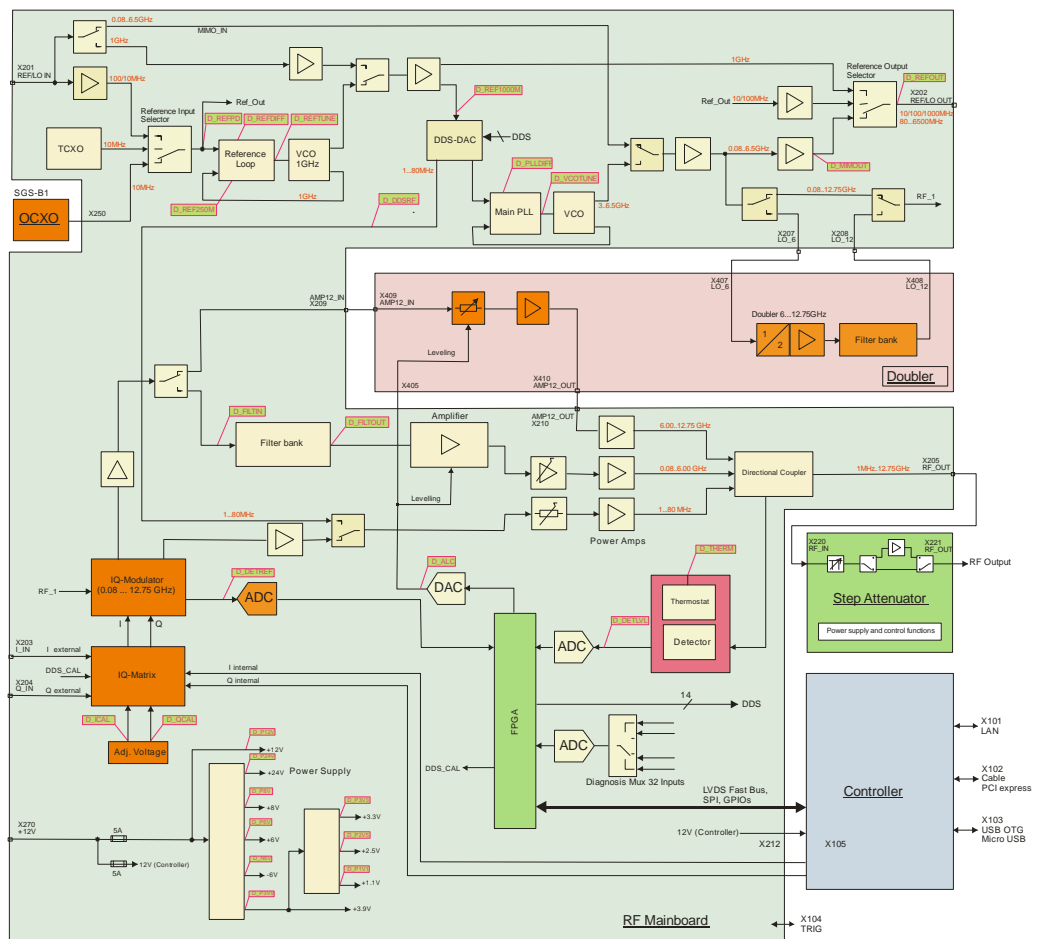 0.08..6.5GHz
MIMO_IN
1GHz
X201
REF/LO IN
100/10MHz
Reference Input
Selector
TCXO
10MHz
Ref_Out
D_REFPD
D_REFDIFF
D_REFTUNE
Reference
Loop
VCO
1GHz
1GHz
D_REF250M
SGS-B1
OCXO
X250
10MHz
D_REF1000M
DDS-DAC
DDS
1...80MHz
D_DDSRF
D_PLLDIFF
D_VCOTUNE
Main PLL
VCO
3..6.5GHz
1GHz
Ref_Out
10/100MHz
Reference Output
Selector
D_REFOUT
X202
REF/LO OUT
10/100/1000MHz
80...6500MHz
0.08...6.5GHz
D_MIMOUT
0.08...12.75GHz
RF_1
X207
LO_6
X208
LO_12
AMP12_IN
X209
X409
AMP12_IN
Leveling
X405
X410
AMP12_OUT
X407
LO_6
X408
LO_12
Doubler 6...12.75GHz
1
2
Filter bank
Doubler
AMP12_OUT
X210
D_FILTIN
Filter bank
D_FILTOUT
Amplifier
Levelling
6.00...12.75 GHz
0.08...6.00 GHz
1...80 MHz
Power Amps
Directional Coupler
1MHz..12.75GHz
X205
RF_OUT
1...80MHz
IQ-Modulator
(0.08 ... 12.75 GHz)
RF_1
I
Q
D_DETREF
ADC
D_ALC
DAC
D_THERM
Thermostat
Detector
D_DETLVL
ADC
X220
RF_IN
X221
RF_OUT
RF Output
Step Attenuator
Power supply and control functions
X203
I_IN
I external
DDS_CAL
X204
Q_IN
Q external
IQ-Matrix
I internal
Q internal
D_ICAL
D_QCAL
Adj. Voltage
FPGA
14
DDS
ADC
Diagnosis Mux 32 Inputs
DDS_CAL
LVDS Fast Bus,
SPI, GPIOs
12V (Controller)
X212
X105
Controller
X101
LAN
X102
Cable
PCI express
X103
USB OTG
Micro USB
X104
TRIG
X270
+12V
5A
5A
12V (Controller)
+12V
+24V
+8V
+6V
-6V
+3.9V
Power Supply
+3.3V
+2.5V
+1.1V
RF Mainboard